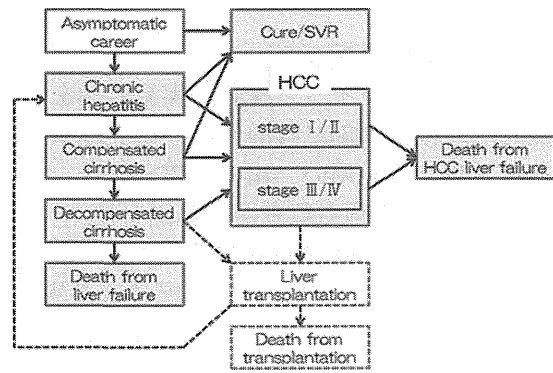 Asymptomatic
career
Cure/SVR
Chronic
hepatitis
HCC
stage Ⅰ/Ⅱ
Compensated
cirrhosis
stage Ⅲ/Ⅳ
Death from
HCC liver failure
Decompensated
cirrhosis
Death from
liver failure
Liver
transplantation
Death from
transplantation